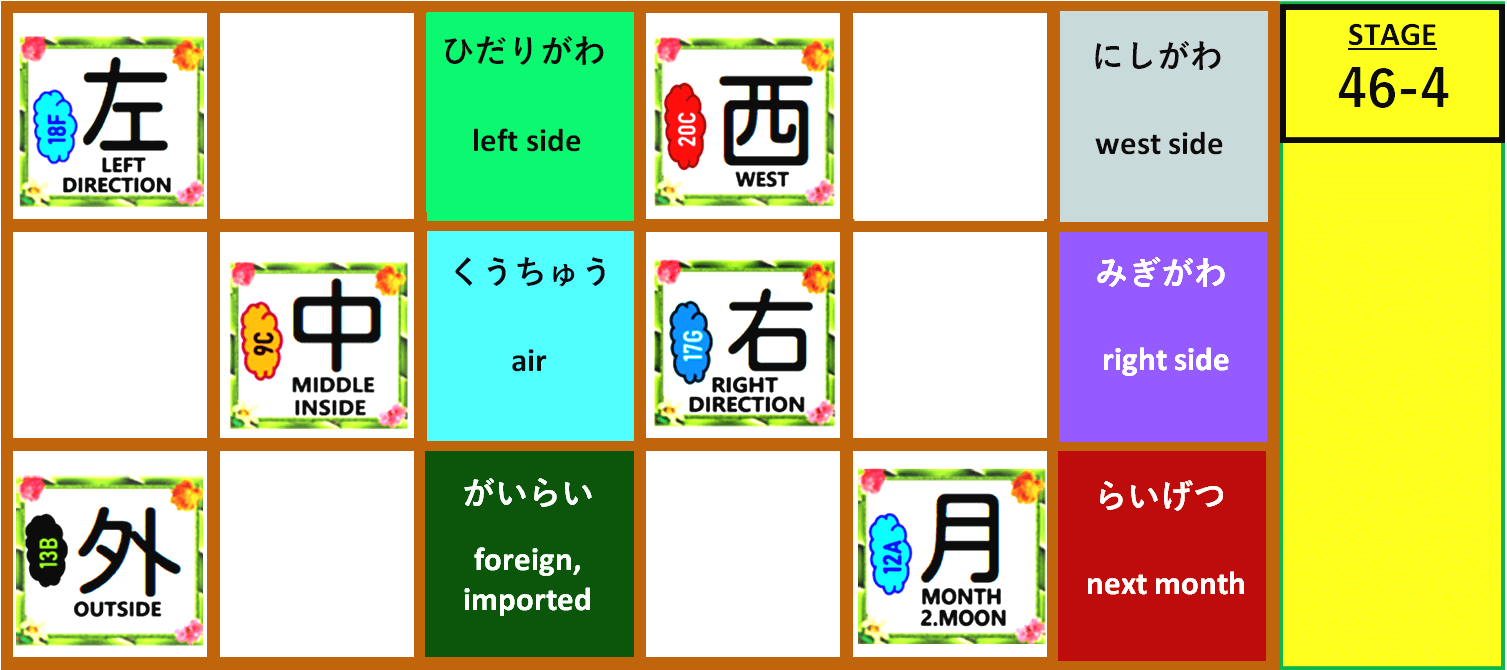 左
18F
LEFT
DIRECTION
ひだりがわ
left side
西
20C
WEST
にしがわ
west side
STAGE
46-4
中
9C
MIDDLE
INSIDE
くうちゅう
air
右
17G
RIGHT
DIRECTION
みぎがわ
right side
外
13B
OUTSIDE
がいらい
foreign,
imported
月
12A
MONTH
2.MOON
らいげつ
next month